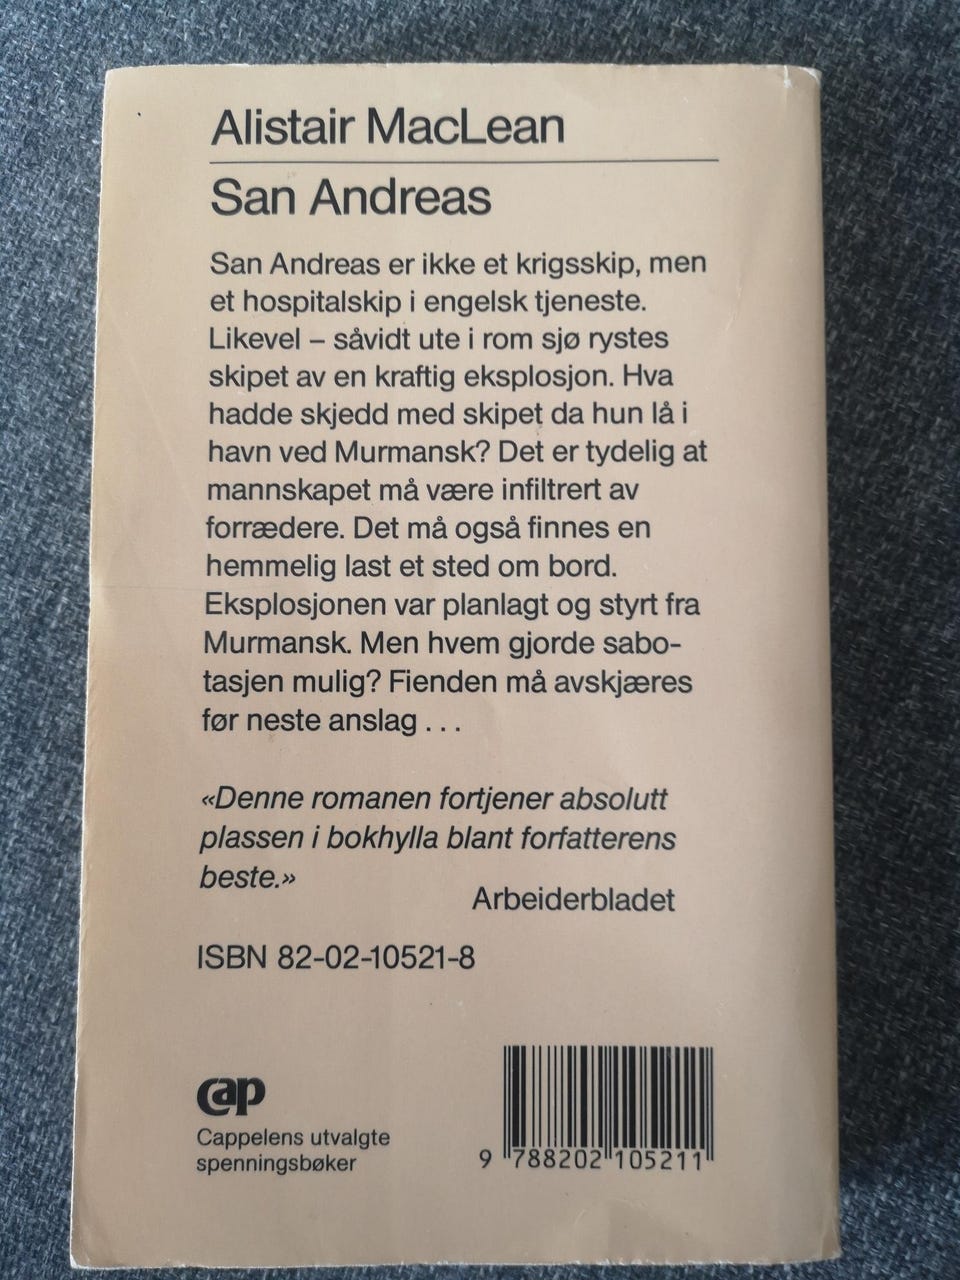 Alistair MacLean
San Andreas
San Andreas er ikke et krigsskip, men
et hospitalskip i engelsk tjeneste.
Likevel – såvidt ute i rom sjø rystes
skipet av en kraftig eksplosjon. Hva
hadde skjedd med skipet da hun lå i
havn ved Murmansk? Det er tydelig at
mannskapet må være infiltrert av
forrædere. Det må også finnes en
hemmelig last et sted om bord.
Eksplosjonen var planlagt og styrt fra
Murmansk. Men hvem gjorde sabo-
tasjen mulig? Fienden må avskjæres
før neste anslag . . .
«Denne romanen fortjener absolutt
plassen i bokhylla blant forfatterens
beste.»
Arbeiderbladet
ISBN 82-02-10521-8
cap
Cappelens utvalgte
spenningsbøker
9 788202 105211